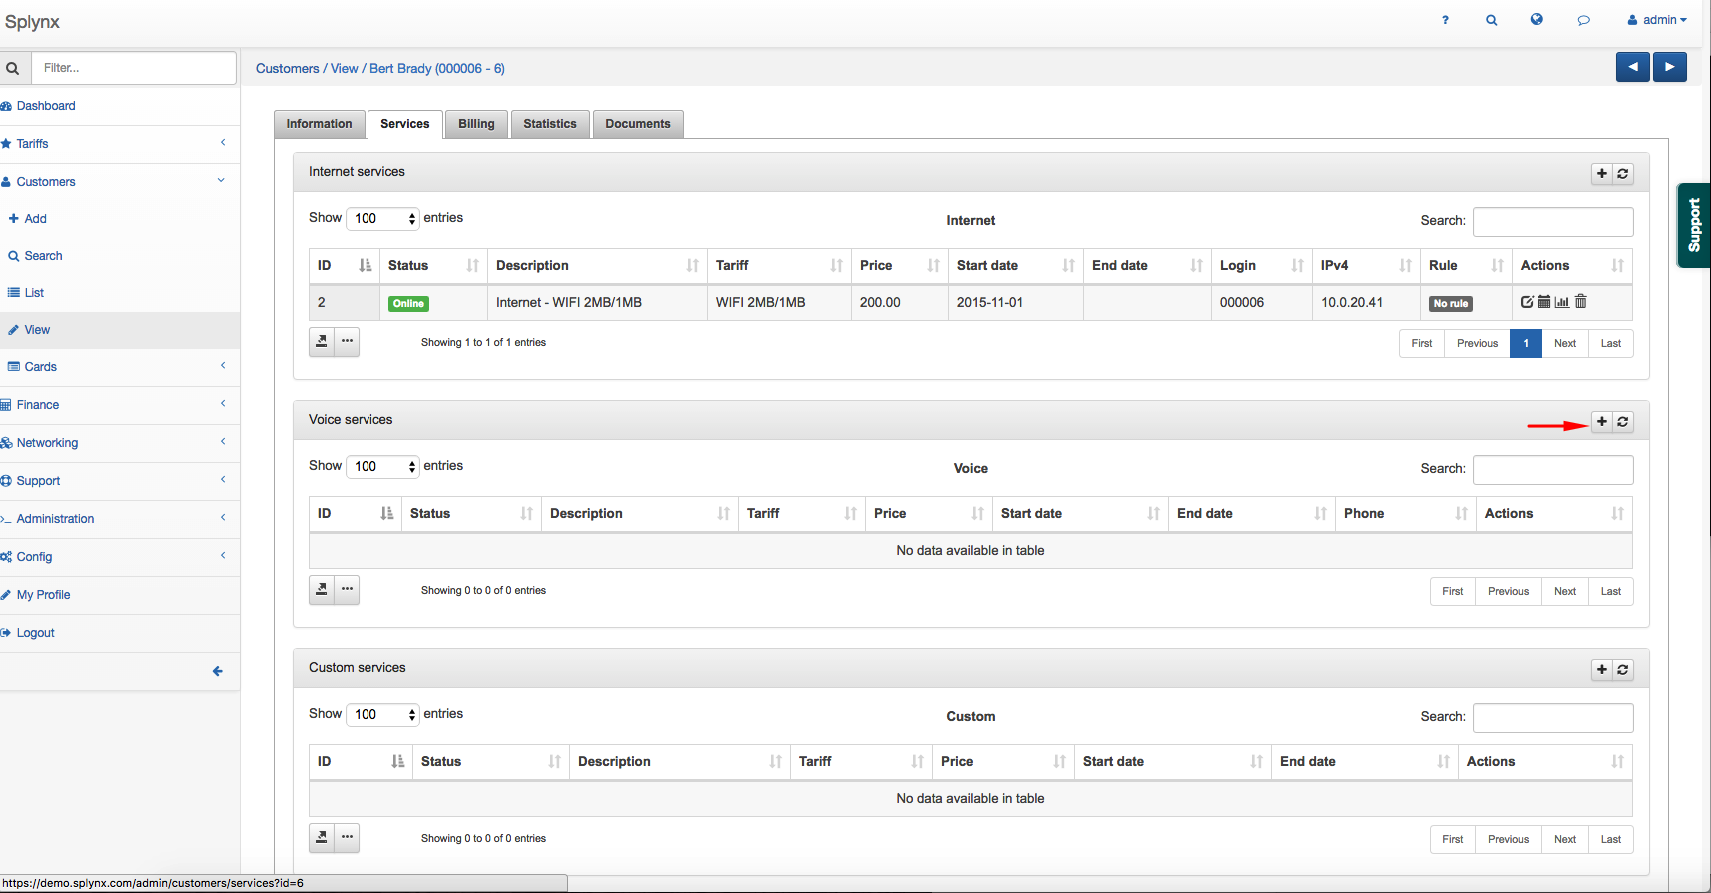 Splynx
? admin
Filter...
Customers / View / Bert Brady (000006 - 6)
Dashboard
Tariffs
Customers
Add
Search
List
View
Cards
Finance
Networking
Support
Administration
Config
My Profile
Logout
Information Services Billing Statistics Documents
Internet services
Show 100 entries Internet Search:
ID Status Description Tariff Price Start date End date Login IPv4 Rule Actions
2 Online Internet - WIFI 2MB/1MB WIFI 2MB/1MB 200.00 2015-11-01 000006 10.0.20.41 No rule
... Showing 1 to 1 of 1 entries First Previous 1 Next Last
Voice services
Show 100 entries Voice Search:
ID Status Description Tariff Price Start date End date Phone Actions
No data available in table
... Showing 0 to 0 of 0 entries First Previous Next Last
Custom services
Show 100 entries Custom Search:
ID Status Description Tariff Price Start date End date Actions
No data available in table
... Showing 0 to 0 of 0 entries First Previous Next Last
Support
https://demo.splynx.com/admin/customers/services?id=6